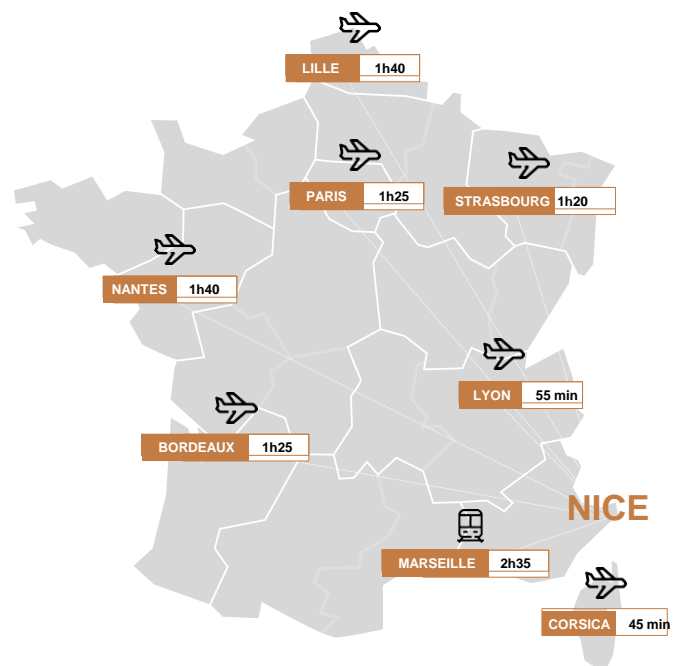 LILLE 1h40
PARIS 1h25
STRASBOURG 1h20
NANTES 1h40
LYON 55 min
BORDEAUX 1h25
NICE
MARSEILLE 2h35
CORSICA 45 min